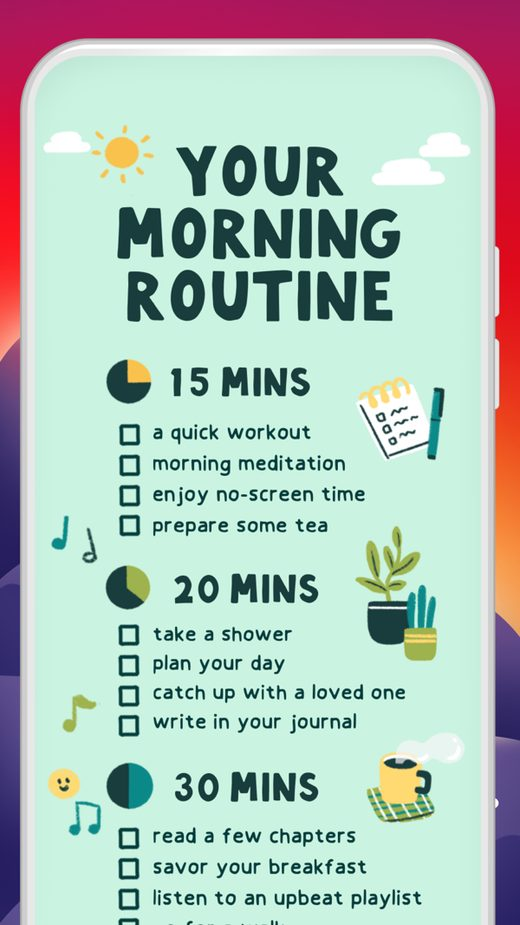 YOUR
MORNING
ROUTINE
15 MINS
a quick workout
morning meditation
enjoy no-screen time
prepare some tea
20 MINS
take a shower
plan your day
catch up with a loved one
write in your journal
30 MINS
read a few chapters
savor your breakfast
listen to an upbeat playlist